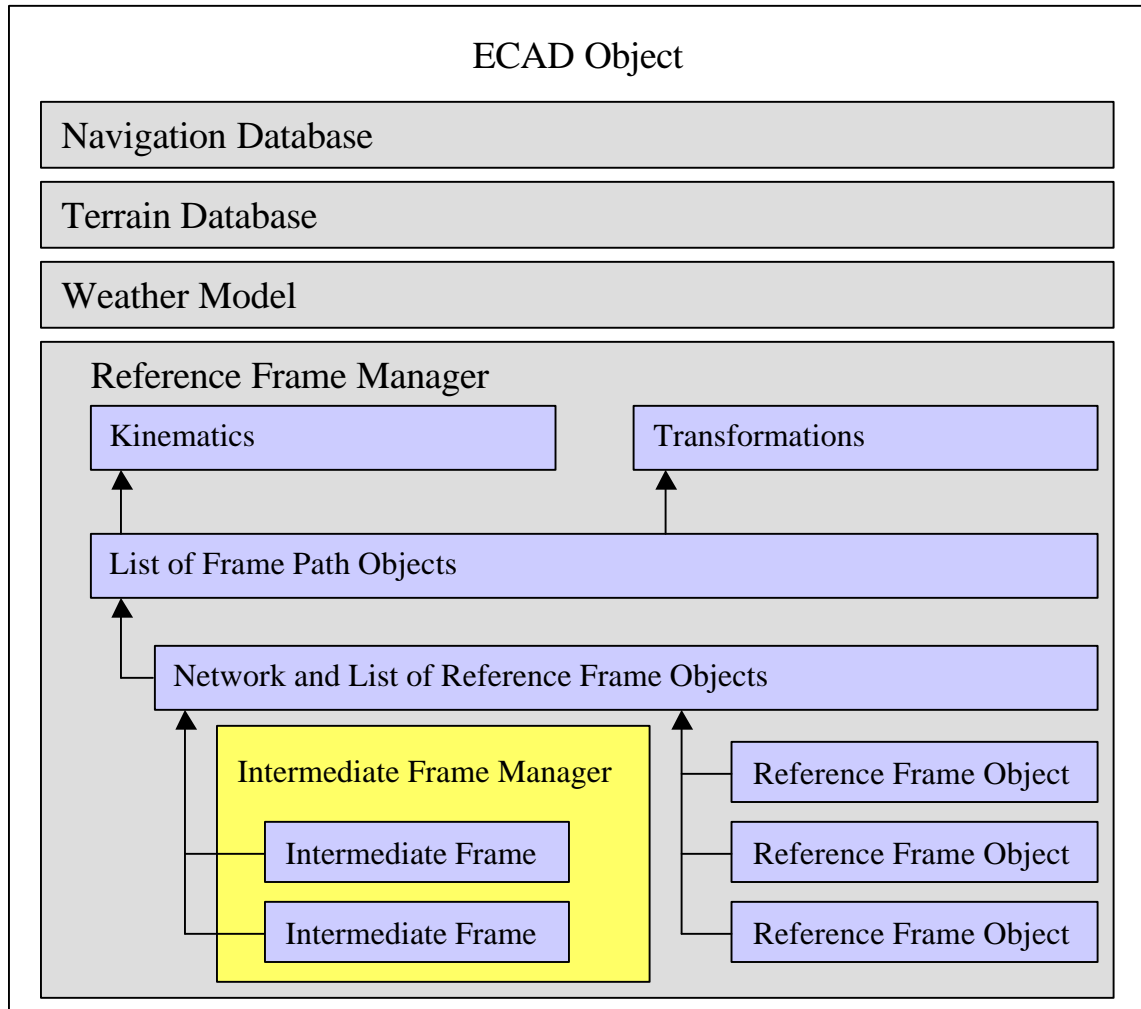 ECAD Object
Navigation Database
Terrain Database
Weather Model
Reference Frame Manager
Kinematics
Transformations
List of Frame Path Objects
Network and List of Reference Frame Objects
Intermediate Frame Manager
Intermediate Frame
Intermediate Frame
Reference Frame Object
Reference Frame Object
Reference Frame Object